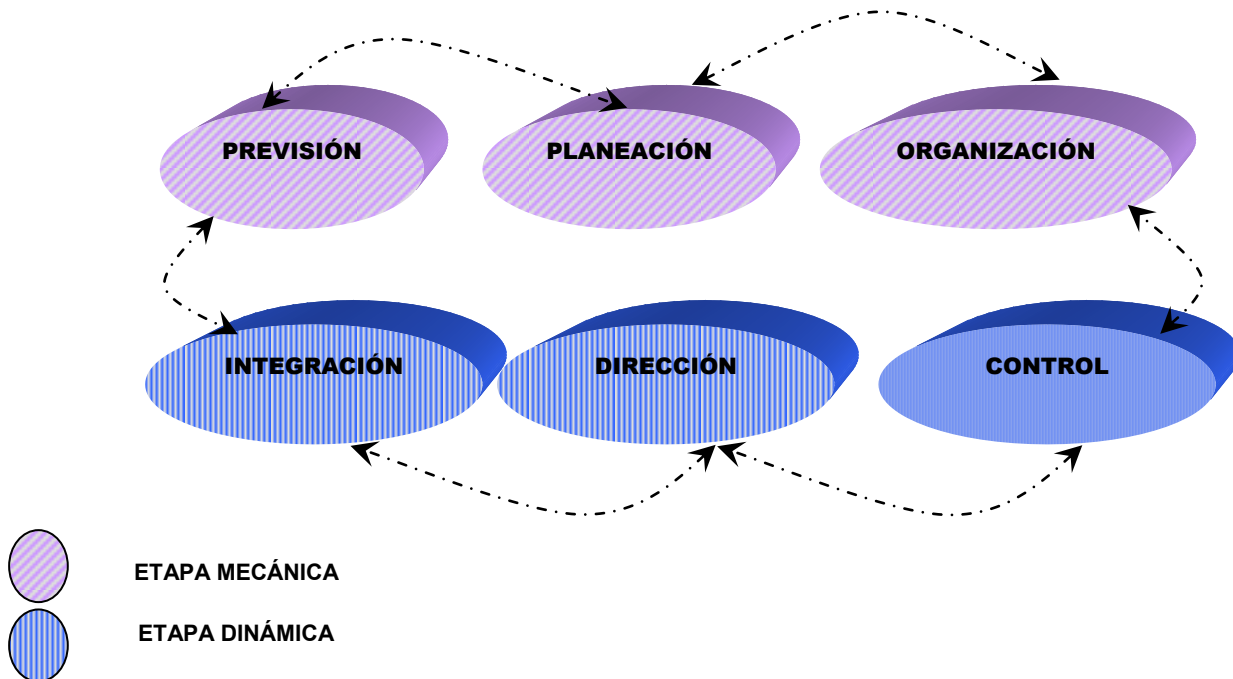 PREVISIÓN
PLANEACIÓN
ORGANIZACIÓN
INTEGRACIÓN
DIRECCIÓN
CONTROL
ETAPA MECÁNICA
ETAPA DINÁMICA